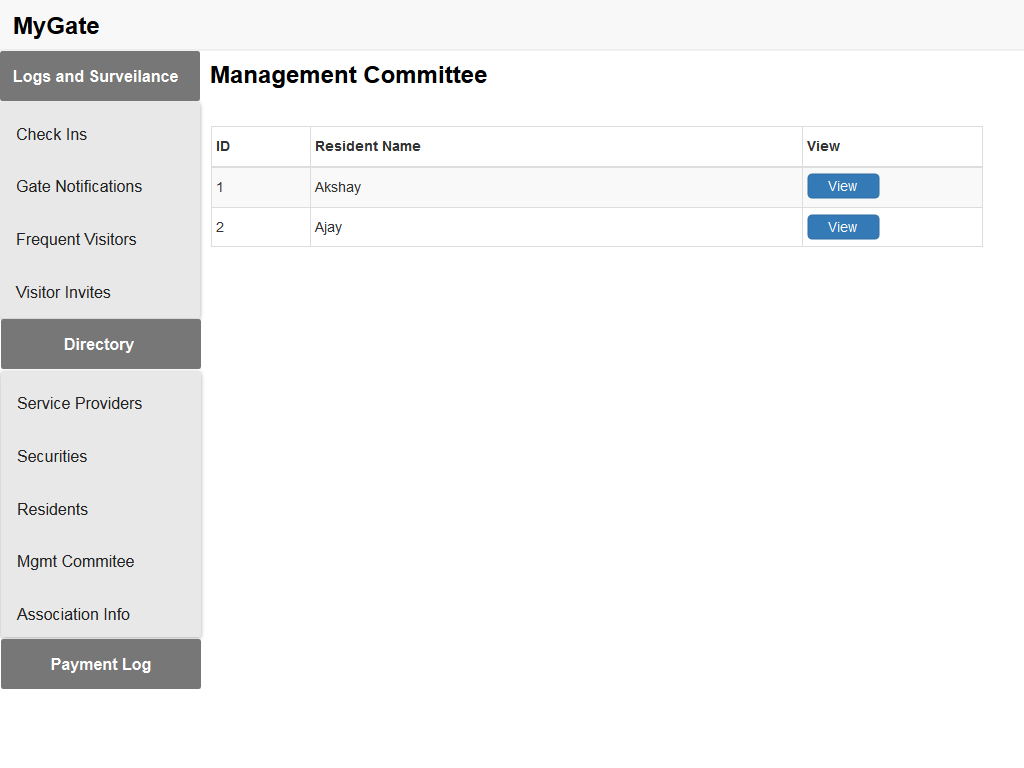 MyGate
Logs and Surveilance
Check Ins
Gate Notifications
Frequent Visitors
Visitor Invites
Directory
Service Providers
Securities
Residents
Mgmt Commitee
Association Info
Payment Log
Management Committee
ID Resident Name View
1 Akshay View
2 Ajay View